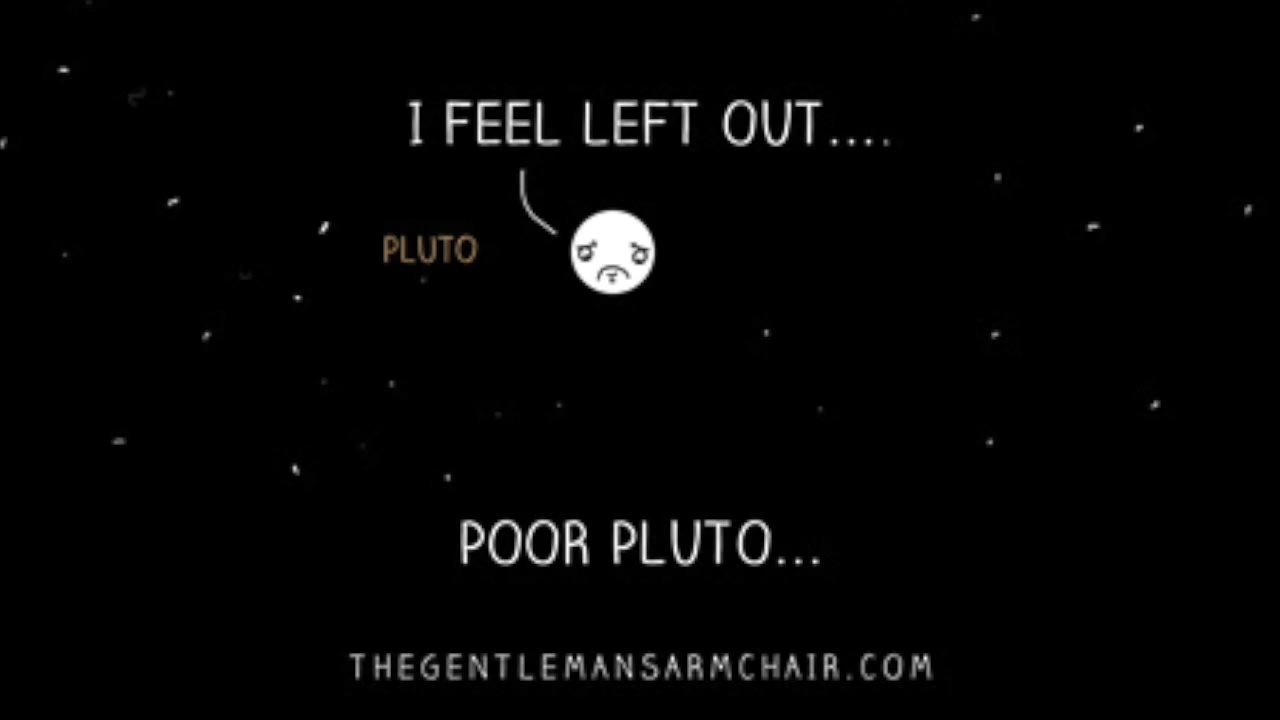 I FEEL LEFT OUT....
PLUTO
POOR PLUTO...
THEGENTLEMANSARMCHAIR.COM